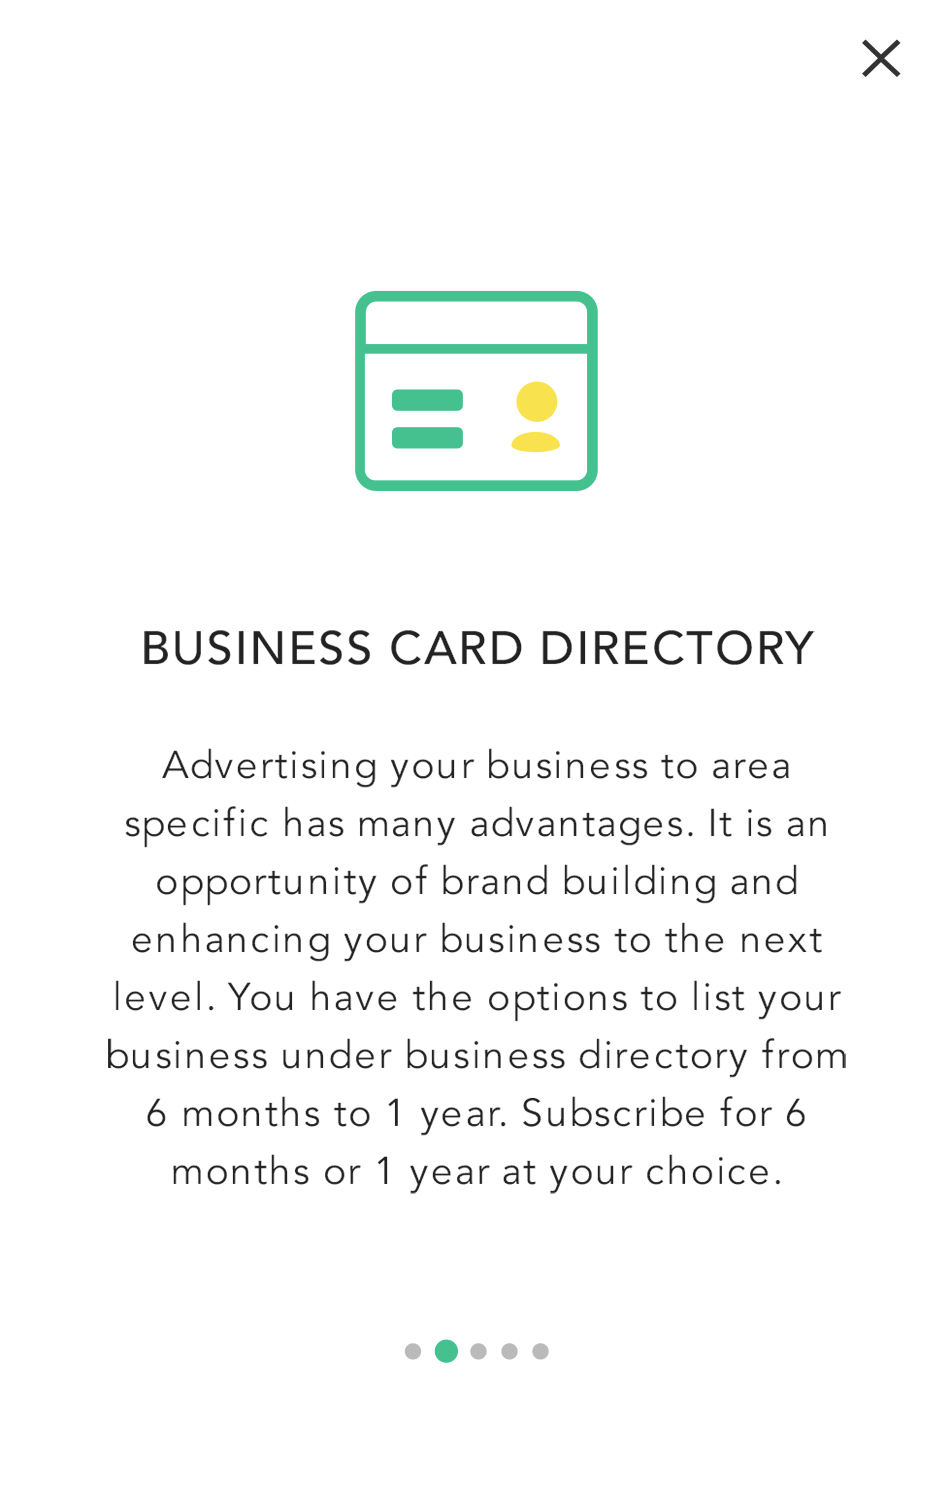 BUSINESS CARD DIRECTORY
Advertising your business to area
specific has many advantages. It is an
opportunity of brand building and
enhancing your business to the next
level. You have the options to list your
business under business directory from
6 months to 1 year. Subscribe for 6
months or 1 year at your choice.